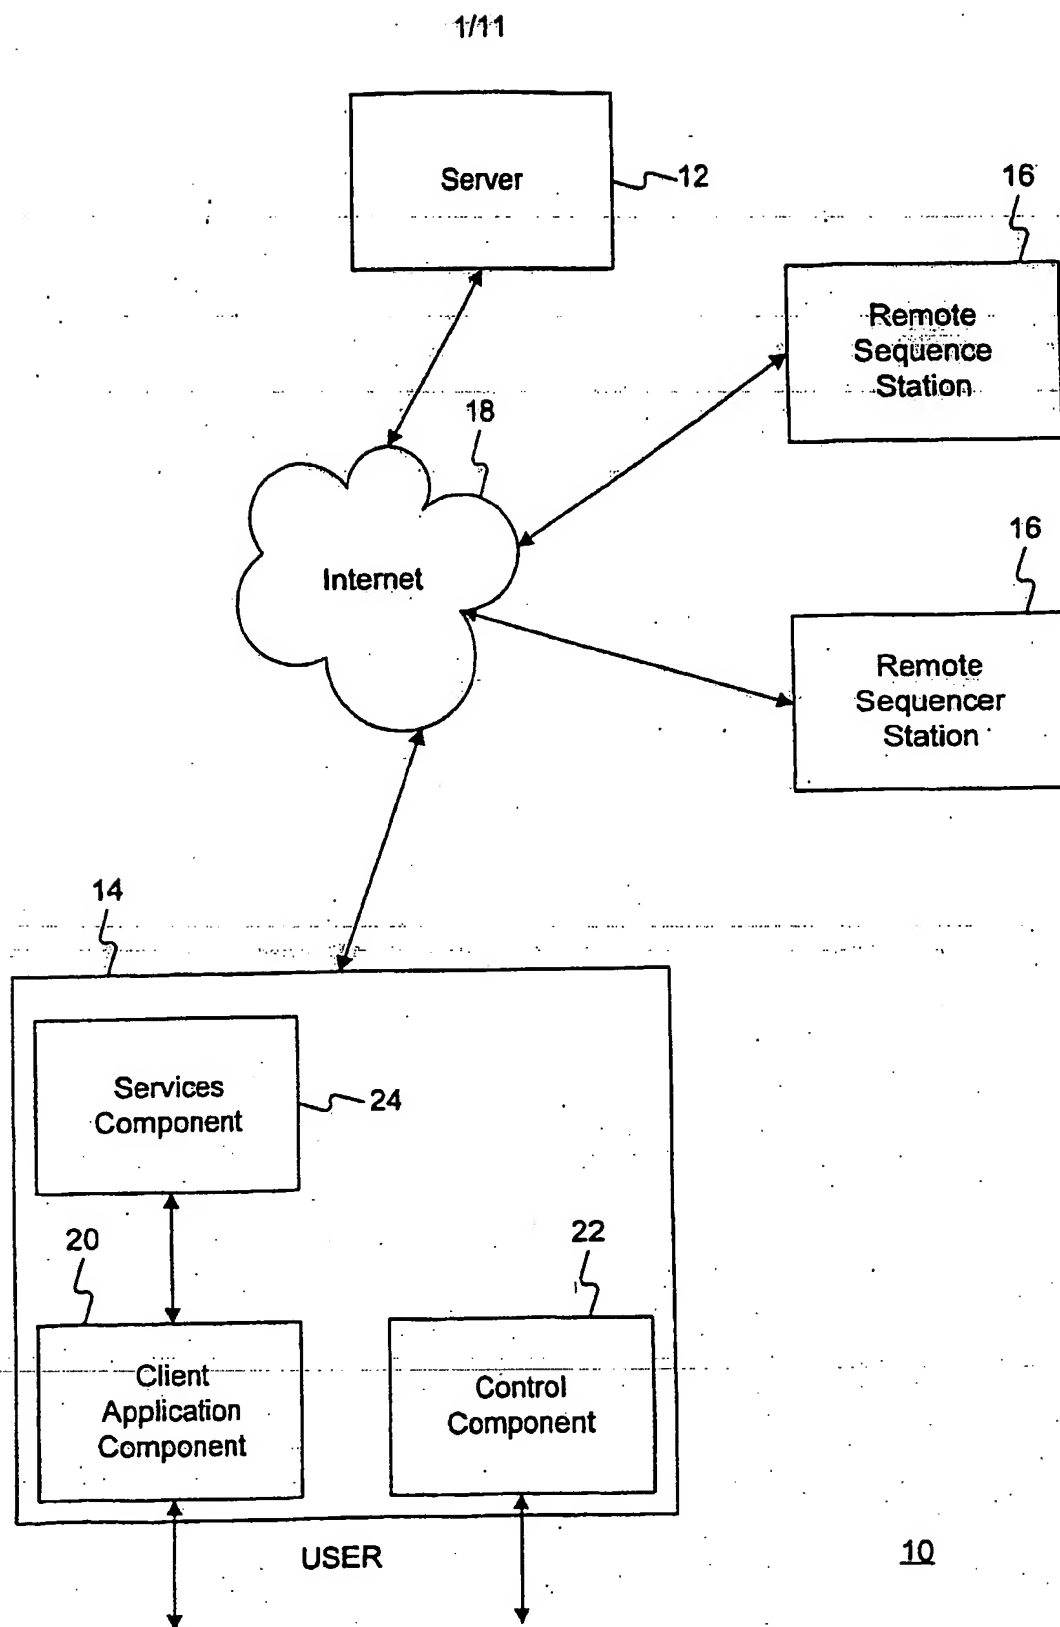 1/11
Server
12
16
Remote
Sequence
Station
18
Internet
16
Remote
Sequencer
Station
14
Services
Component
24
20
22
Client
Application
Component
Control
Component
USER
10